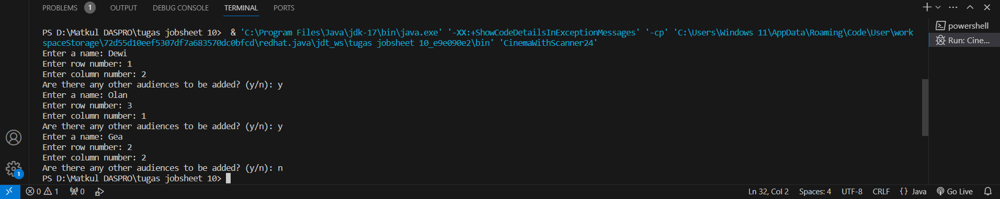 PROBLEMS 1 OUTPUT DEBUG CONSOLE TERMINAL PORTS
PS D:\Matkul DASPRO\tugas jobsheet 10>  & 'C:\Program Files\Java\jdk-17\bin\java.exe' '-XX:+ShowCodeDetailsInExceptionMessages' '-cp' 'C:\Users\Windows 11\AppData\Roaming\Code\User\work
spaceStorage\72d55d10eef5307df7a683570dc0bfcd\redhat.java\jdt_ws\tugas jobsheet 10_e9e090e2\bin' 'CinemaWithScanner24'
Enter a name: Dewi
Enter row number: 1
Enter column number: 2
Are there any other audiences to be added? (y/n): y
Enter a name: Olan
Enter row number: 3
Enter column number: 1
Are there any other audiences to be added? (y/n): y
Enter a name: Gea
Enter row number: 2
Enter column number: 2
Are there any other audiences to be added? (y/n): n
PS D:\Matkul DASPRO\tugas jobsheet 10>
powershell
Run: Cine...
1
0 1 0 Ln 32, Col 2 Spaces: 4 UTF-8 CRLF {} Java Go Live